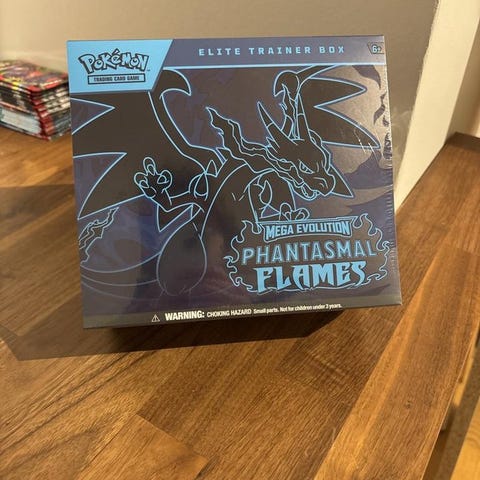 Pokémon
TRADING CARD GAME
ELITE TRAINER BOX
6+
MEGA EVOLUTION
PHANTASMAL
FLAMES
WARNING: CHOKING HAZARD Small parts. Not for children under 3 years.